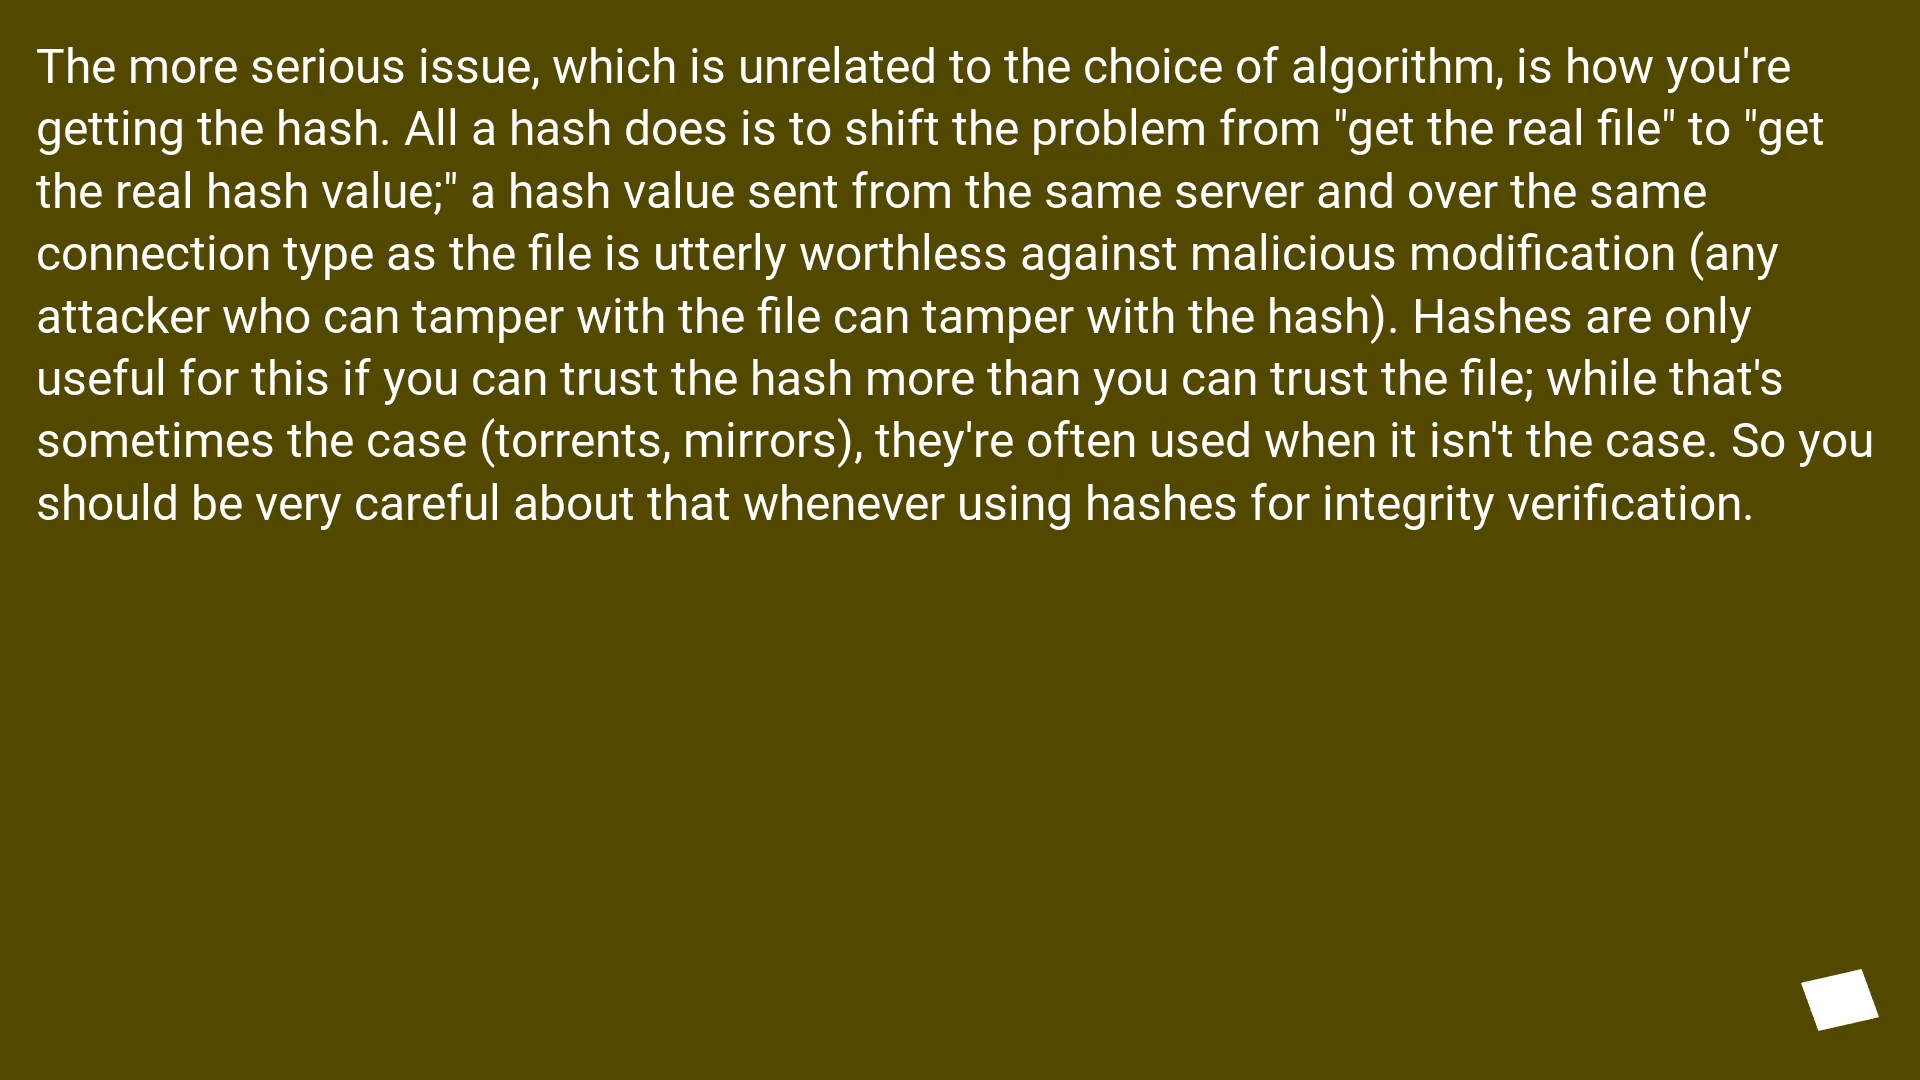 The more serious issue, which is unrelated to the choice of algorithm, is how you're
getting the hash. All a hash does is to shift the problem from "get the real file" to "get
the real hash value;" a hash value sent from the same server and over the same
connection type as the file is utterly worthless against malicious modification (any
attacker who can tamper with the file can tamper with the hash). Hashes are only
useful for this if you can trust the hash more than you can trust the file; while that's
sometimes the case (torrents, mirrors), they're often used when it isn't the case. So you
should be very careful about that whenever using hashes for integrity verification.